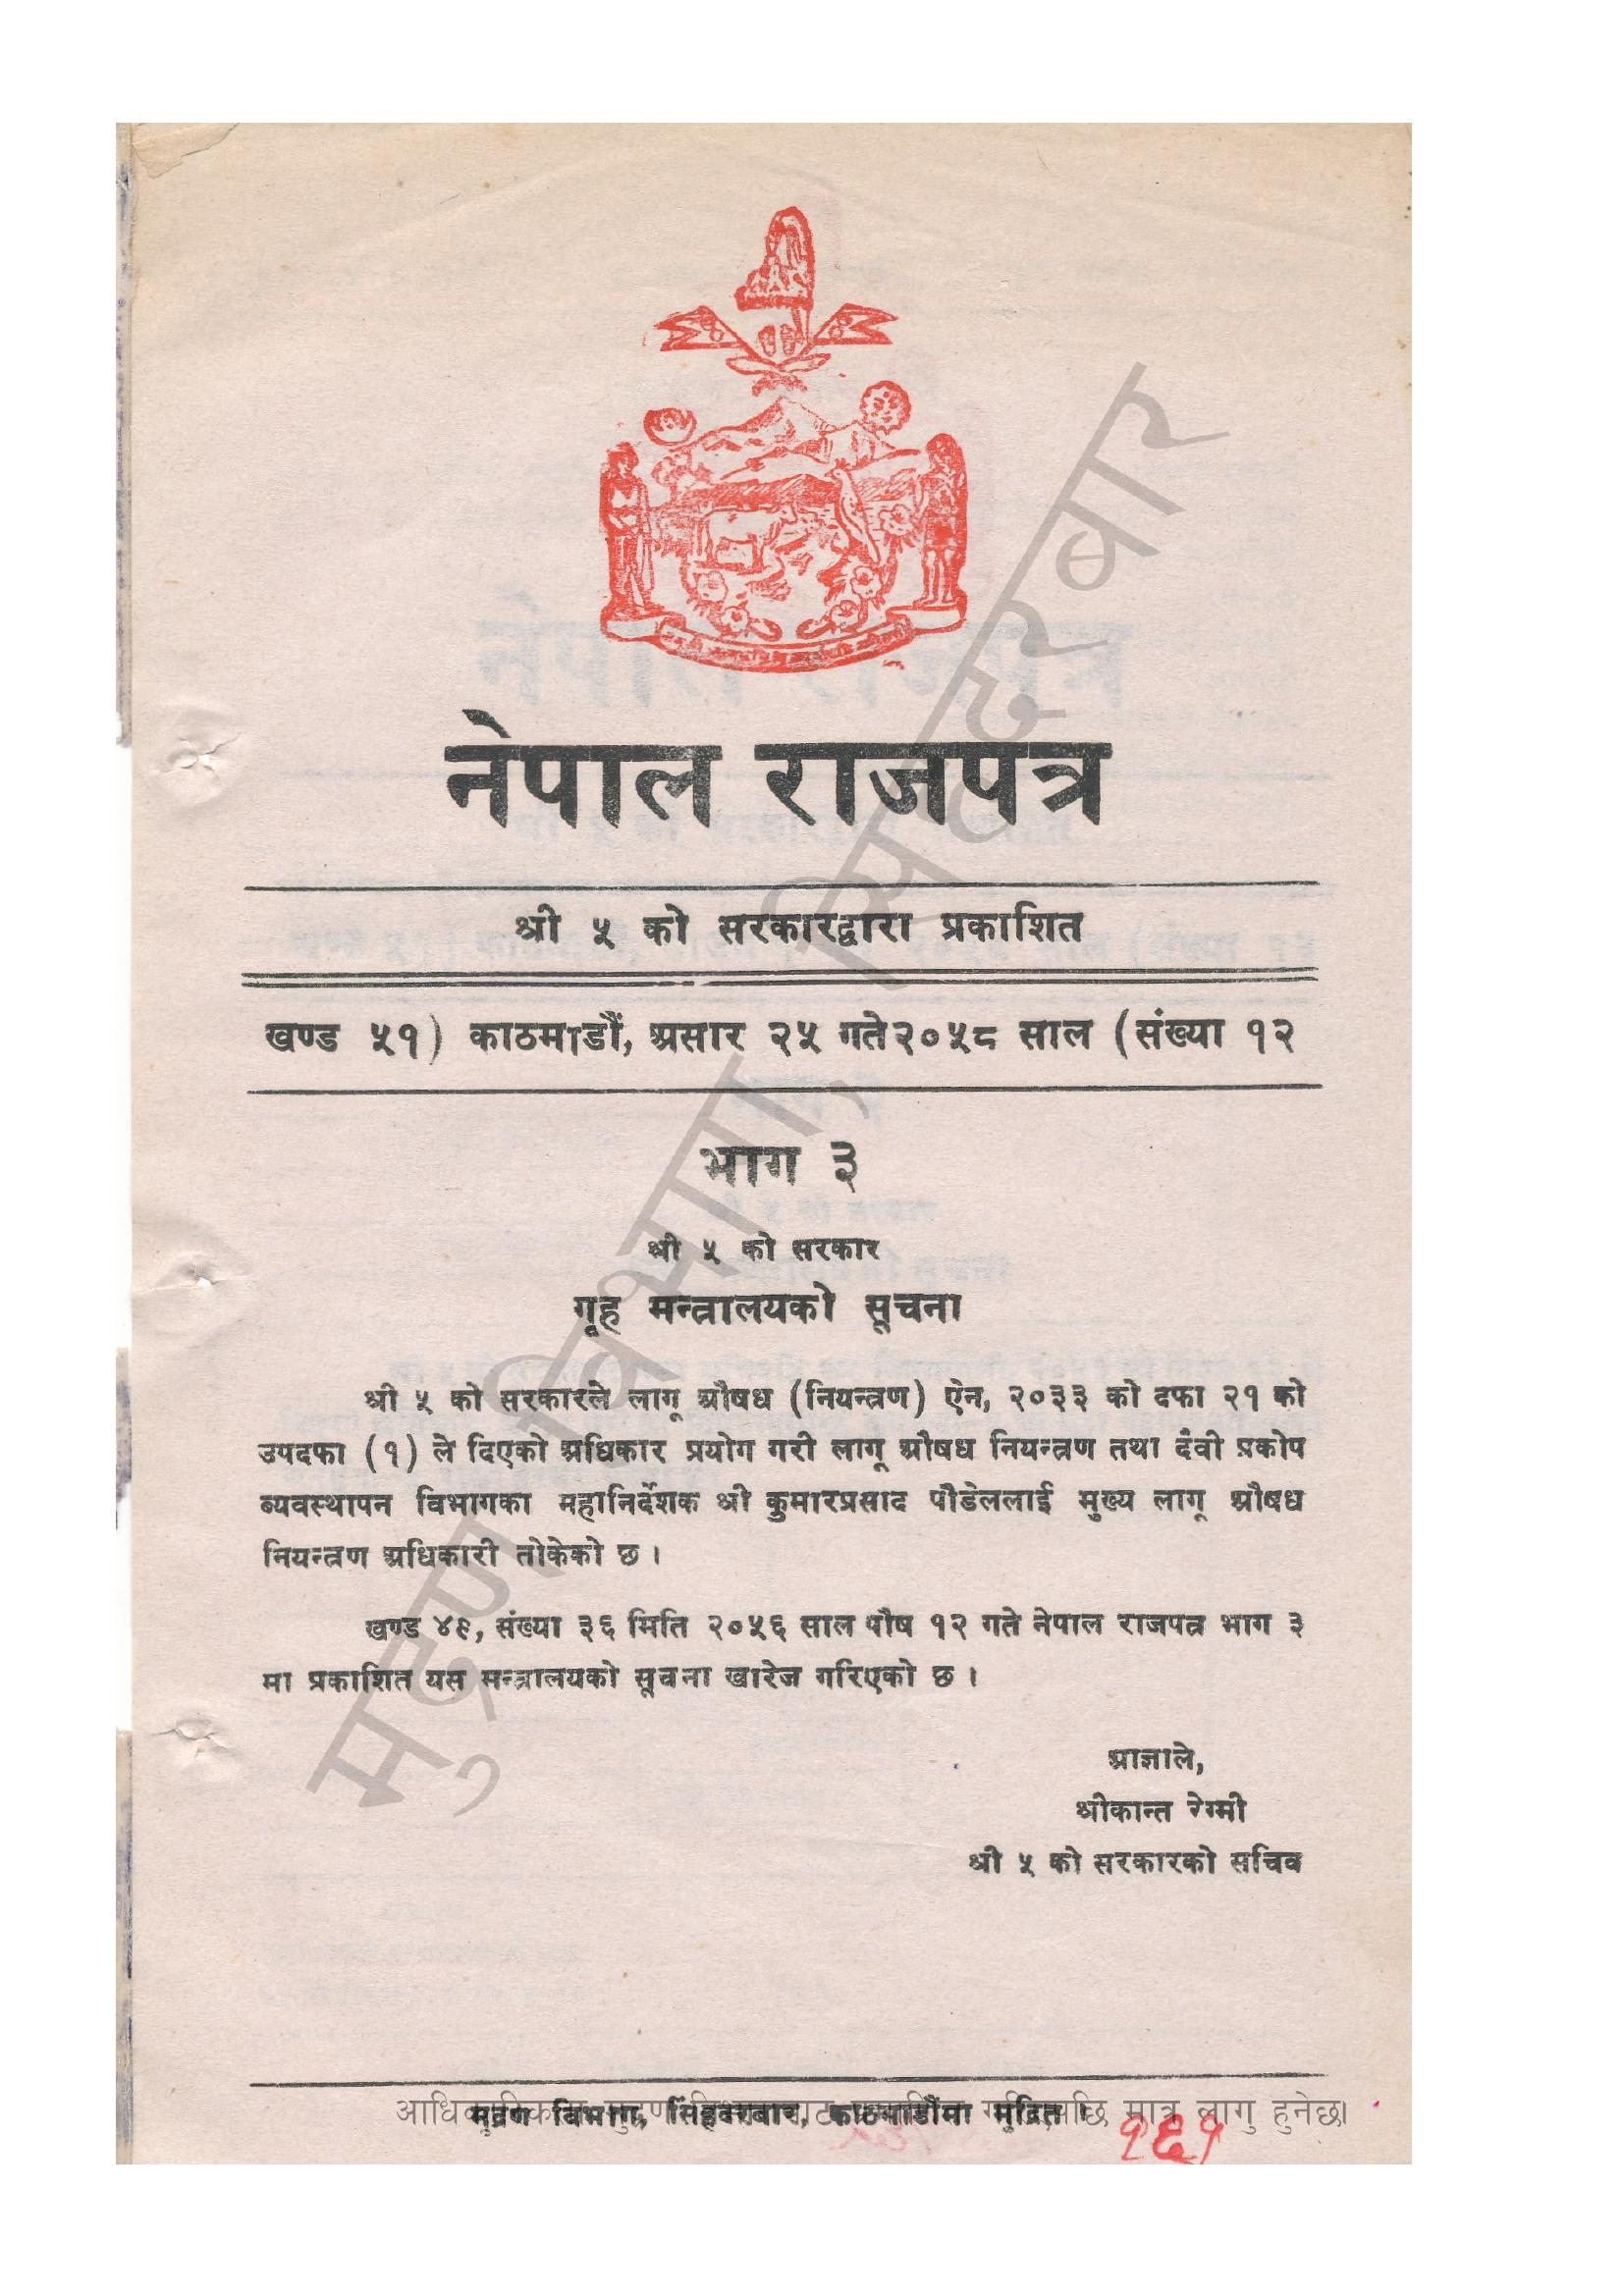 नेपाल राजपत्र
श्री ५ को सरकारद्वारा प्रकाशित
खण्ड ५१) काठमाडौं, असार २५ गते२०५८ साल (संख्या १२
भाग ३
श्री ५ को सरकार
गृह मन्त्रालयको सूचना
श्री ५ को सरकारले लागू औषध (नियन्त्रण) ऐन, २०३३ को दफा २१ को
उपदफा (१) ले दिएको अधिकार प्रयोग गरी लागू औषध नियन्त्रण तथा दैवी प्रकोप
व्यवस्थापन विभागका महानिर्देशक श्री कुमारप्रसाद पौडेललाई मुख्य लागू औषध
नियन्त्रण अधिकारी तोकेको छ ।
खण्ड ४९, संख्या ३६ मिति २०५६ साल पौष १२ गते नेपाल राजपत्र भाग ३
मा प्रकाशित यस मन्त्रालयको सूचना खारेज गरिएको छ ।
आज्ञाले,
श्रीकान्त रेग्मी
श्री ५ को सरकारको सचिव
मुद्रण विभाग, सिंहदरबार, काठमाडौंमा मुद्रित ।
मात्र लागु हुनेछ।
१६१
मुद्रण विभाग, सिंहदरबार